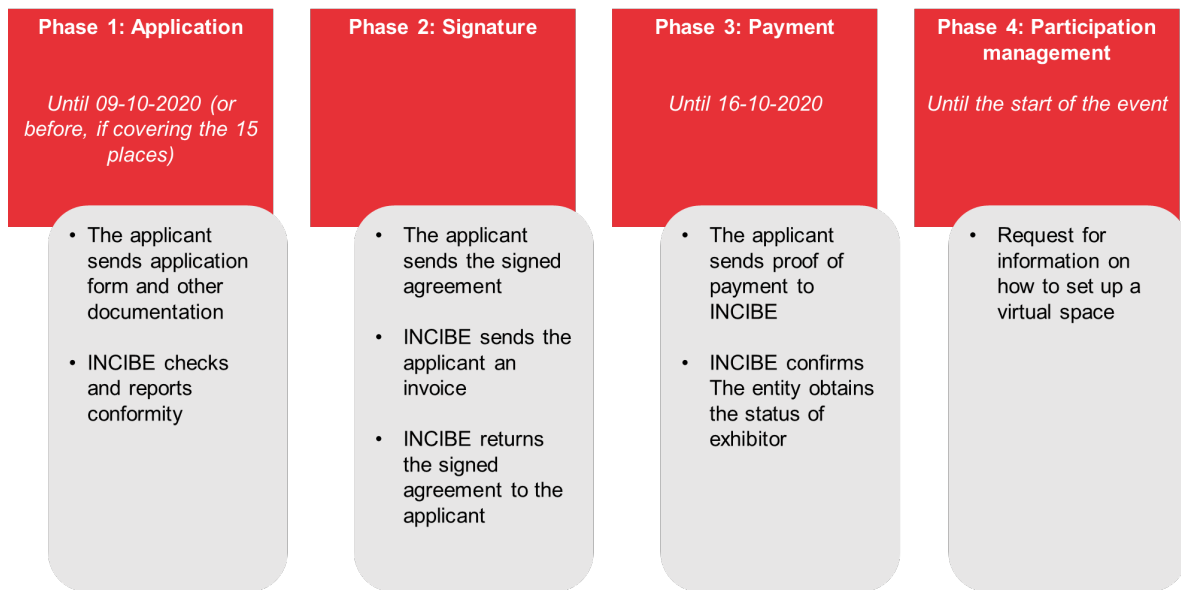 Phase 1: Application
Until 09-10-2020 (or
before, if covering the 15
places)
• The applicant
sends application
form and other
documentation
• INCIBE checks
and reports
conformity
Phase 2: Signature
• The applicant
sends the signed
agreement
• INCIBE sends the
applicant an
invoice
• INCIBE returns
the signed
agreement to the
applicant
Phase 3: Payment
Until 16-10-2020
• The applicant
sends proof of
payment to
INCIBE
• INCIBE confirms
The entity obtains
the status of
exhibitor
Phase 4: Participation
management
Until the start of the event
• Request for
information on
how to set up a
virtual space